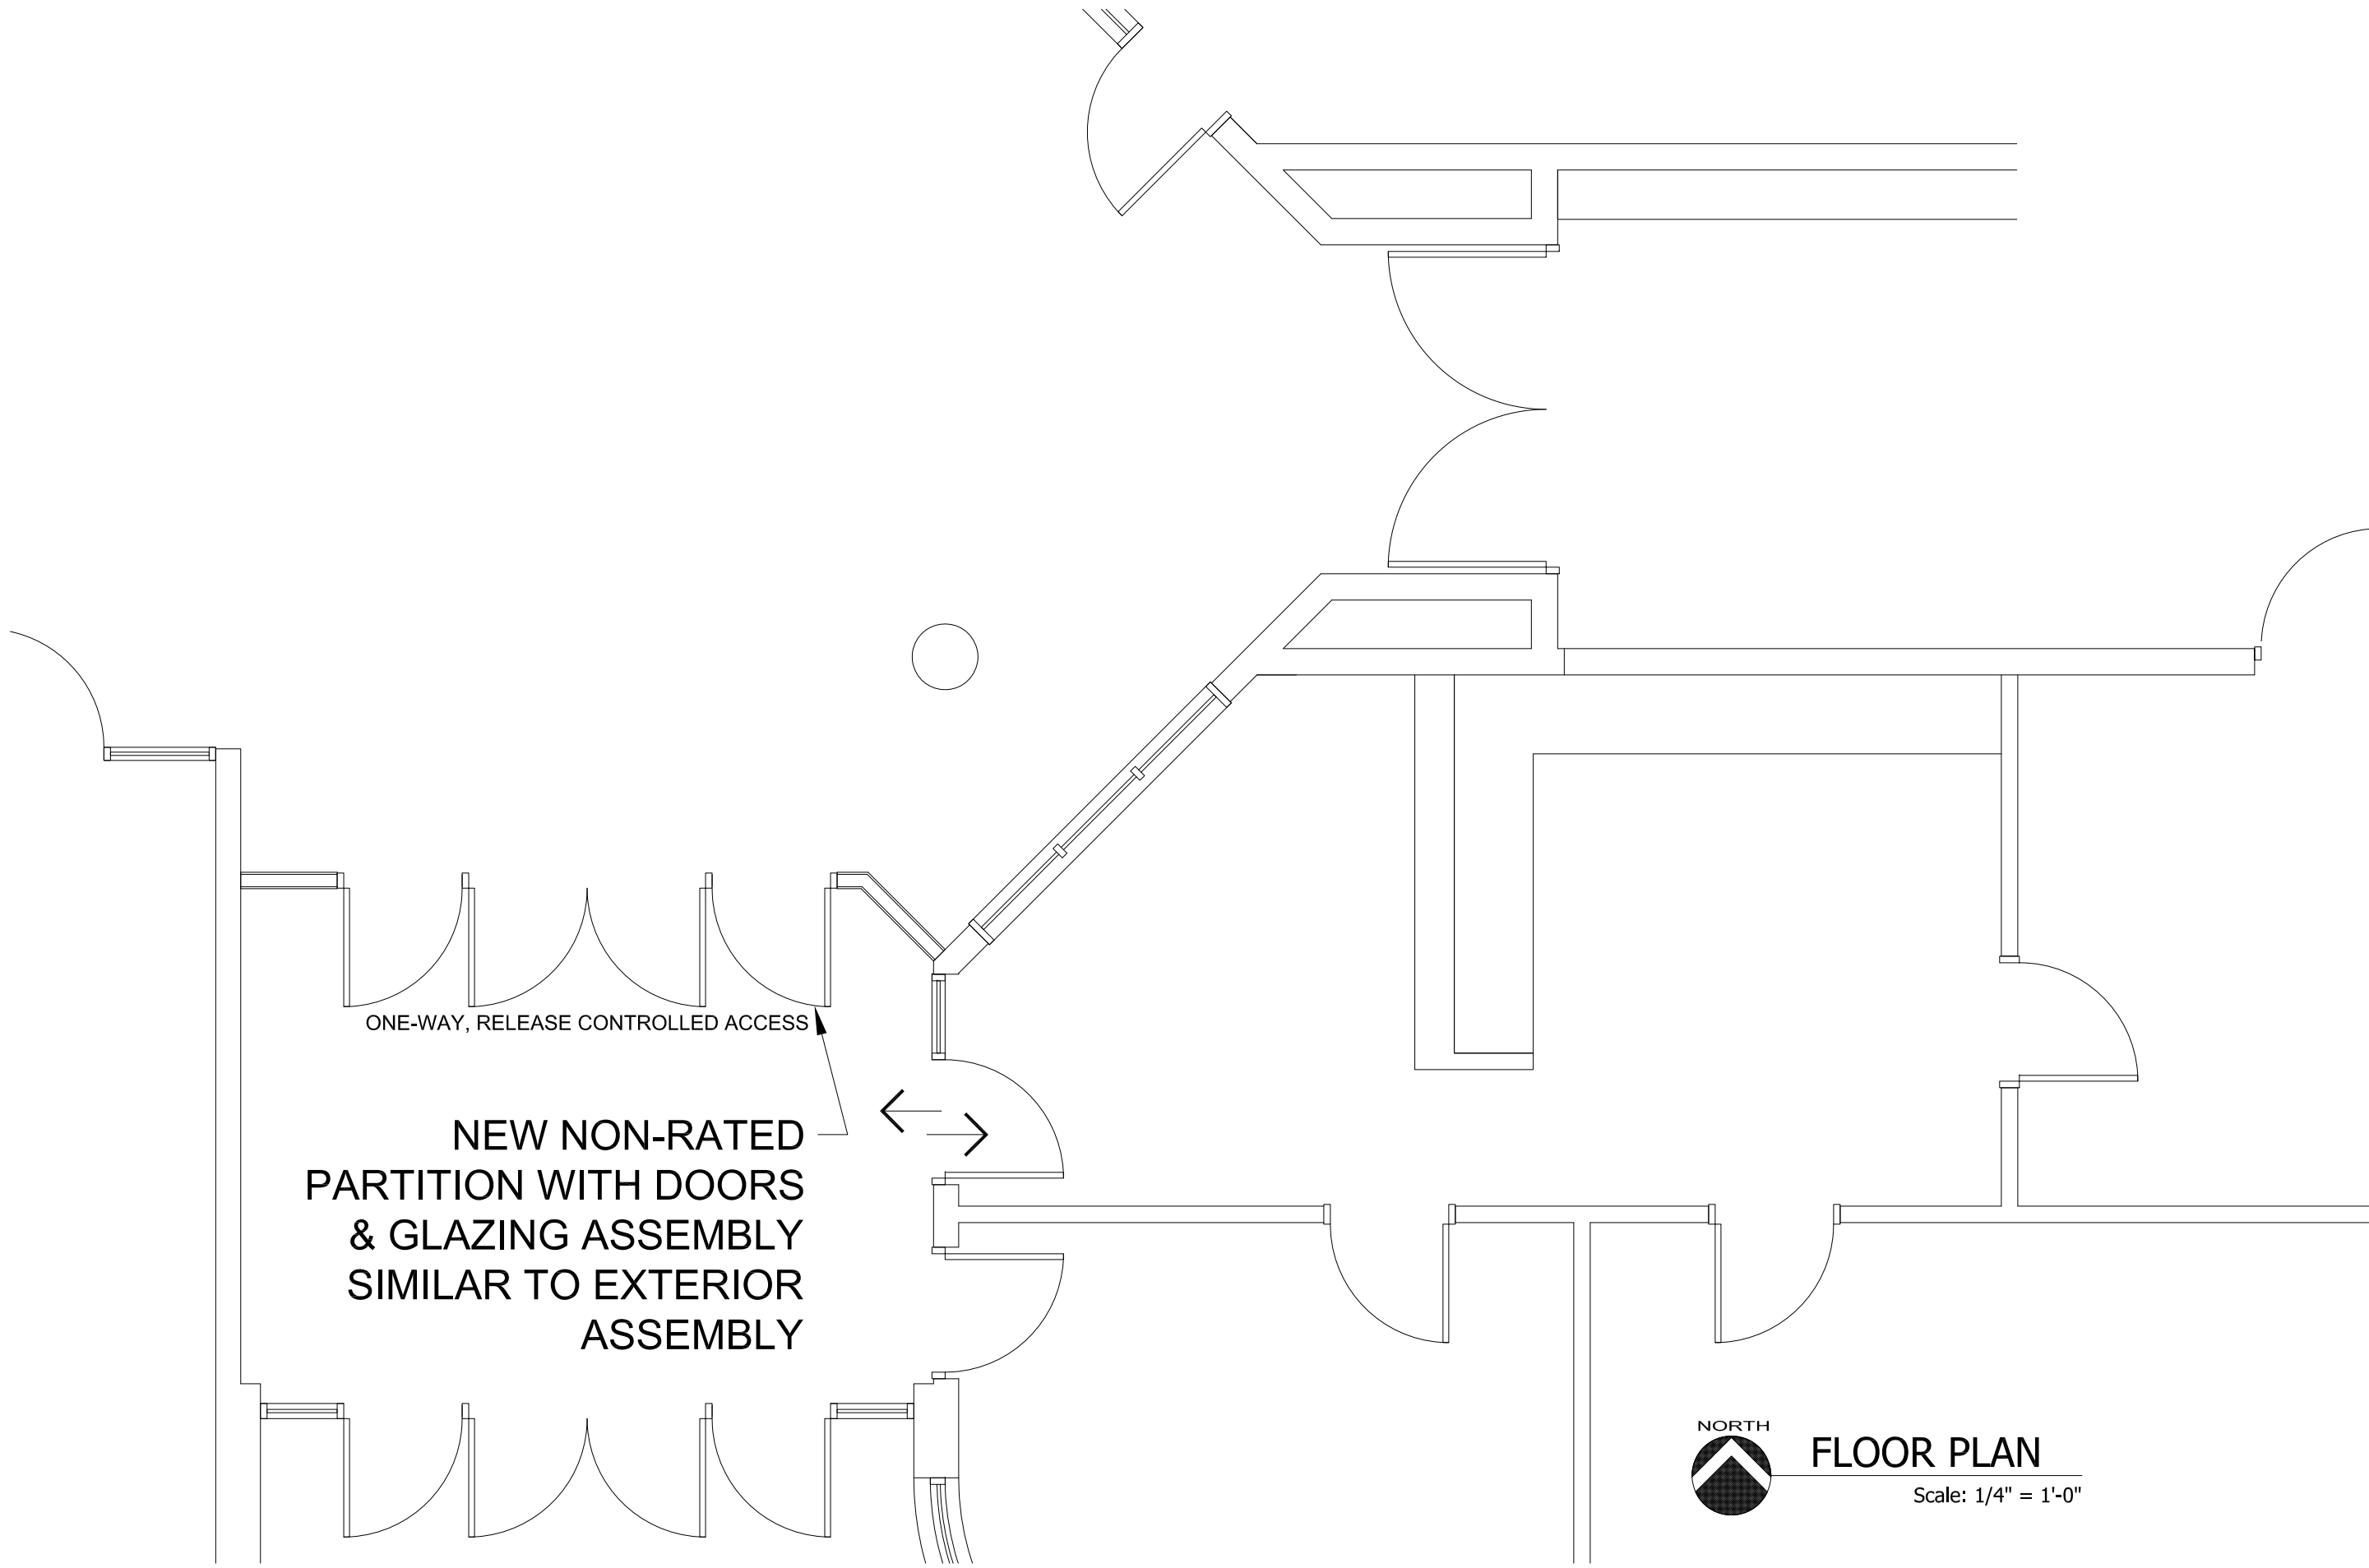 ONE-WAY, RELEASE CONTROLLED ACCESS
NEW NON-RATED
PARTITION WITH DOORS
& GLAZING ASSEMBLY
SIMILAR TO EXTERIOR
ASSEMBLY
NORTH
FLOOR PLAN
Scale: 1/4" = 1'-0"